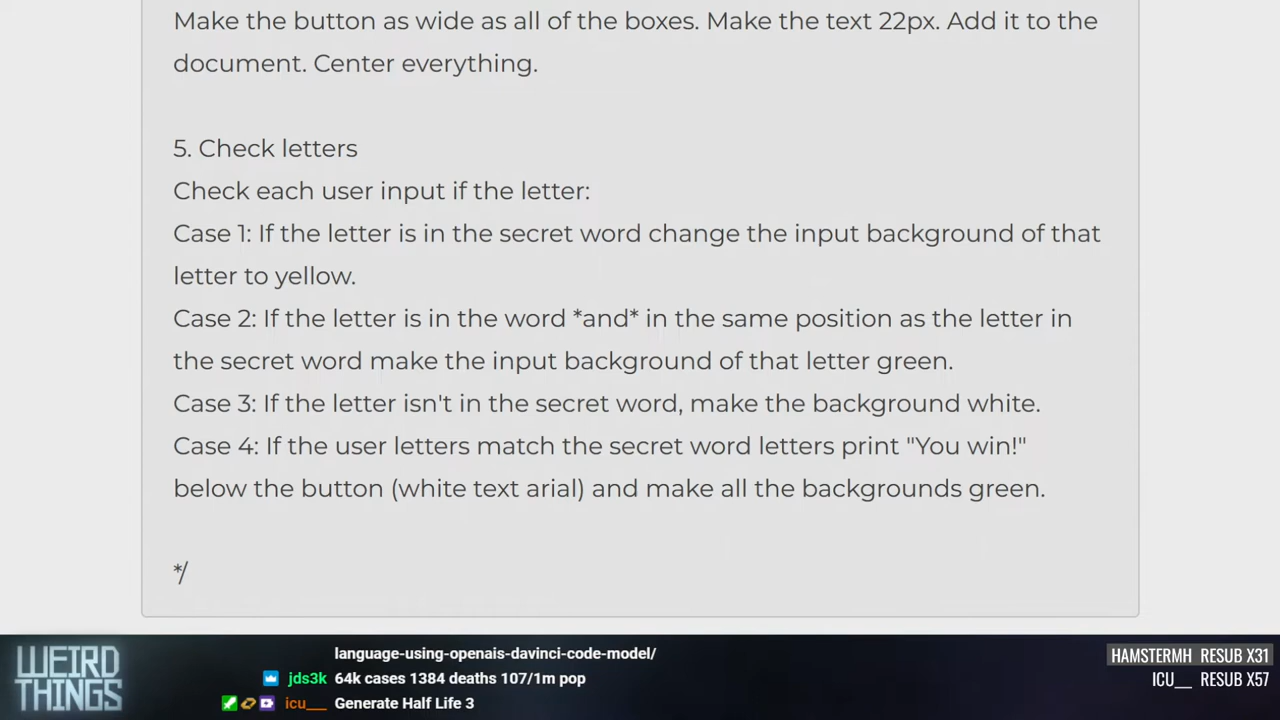 Make the button as wide as all of the boxes. Make the text 22px. Add it to the
document. Center everything.
5. Check letters
Check each user input if the letter:
Case 1: If the letter is in the secret word change the input background of that
letter to yellow.
Case 2: If the letter is in the word *and* in the same position as the letter in
the secret word make the input background of that letter green.
Case 3: If the letter isn't in the secret word, make the background white.
Case 4: If the user letters match the secret word letters print "You win!"
below the button (white text arial) and make all the backgrounds green.
*/
WEIRD
THINGS
language-using-openais-davinci-code-model/
jds3k 64k cases 1384 deaths 107/1m pop
icu__ Generate Half Life 3
HAMSTERMH RESUB X31
ICU__ RESUB X57